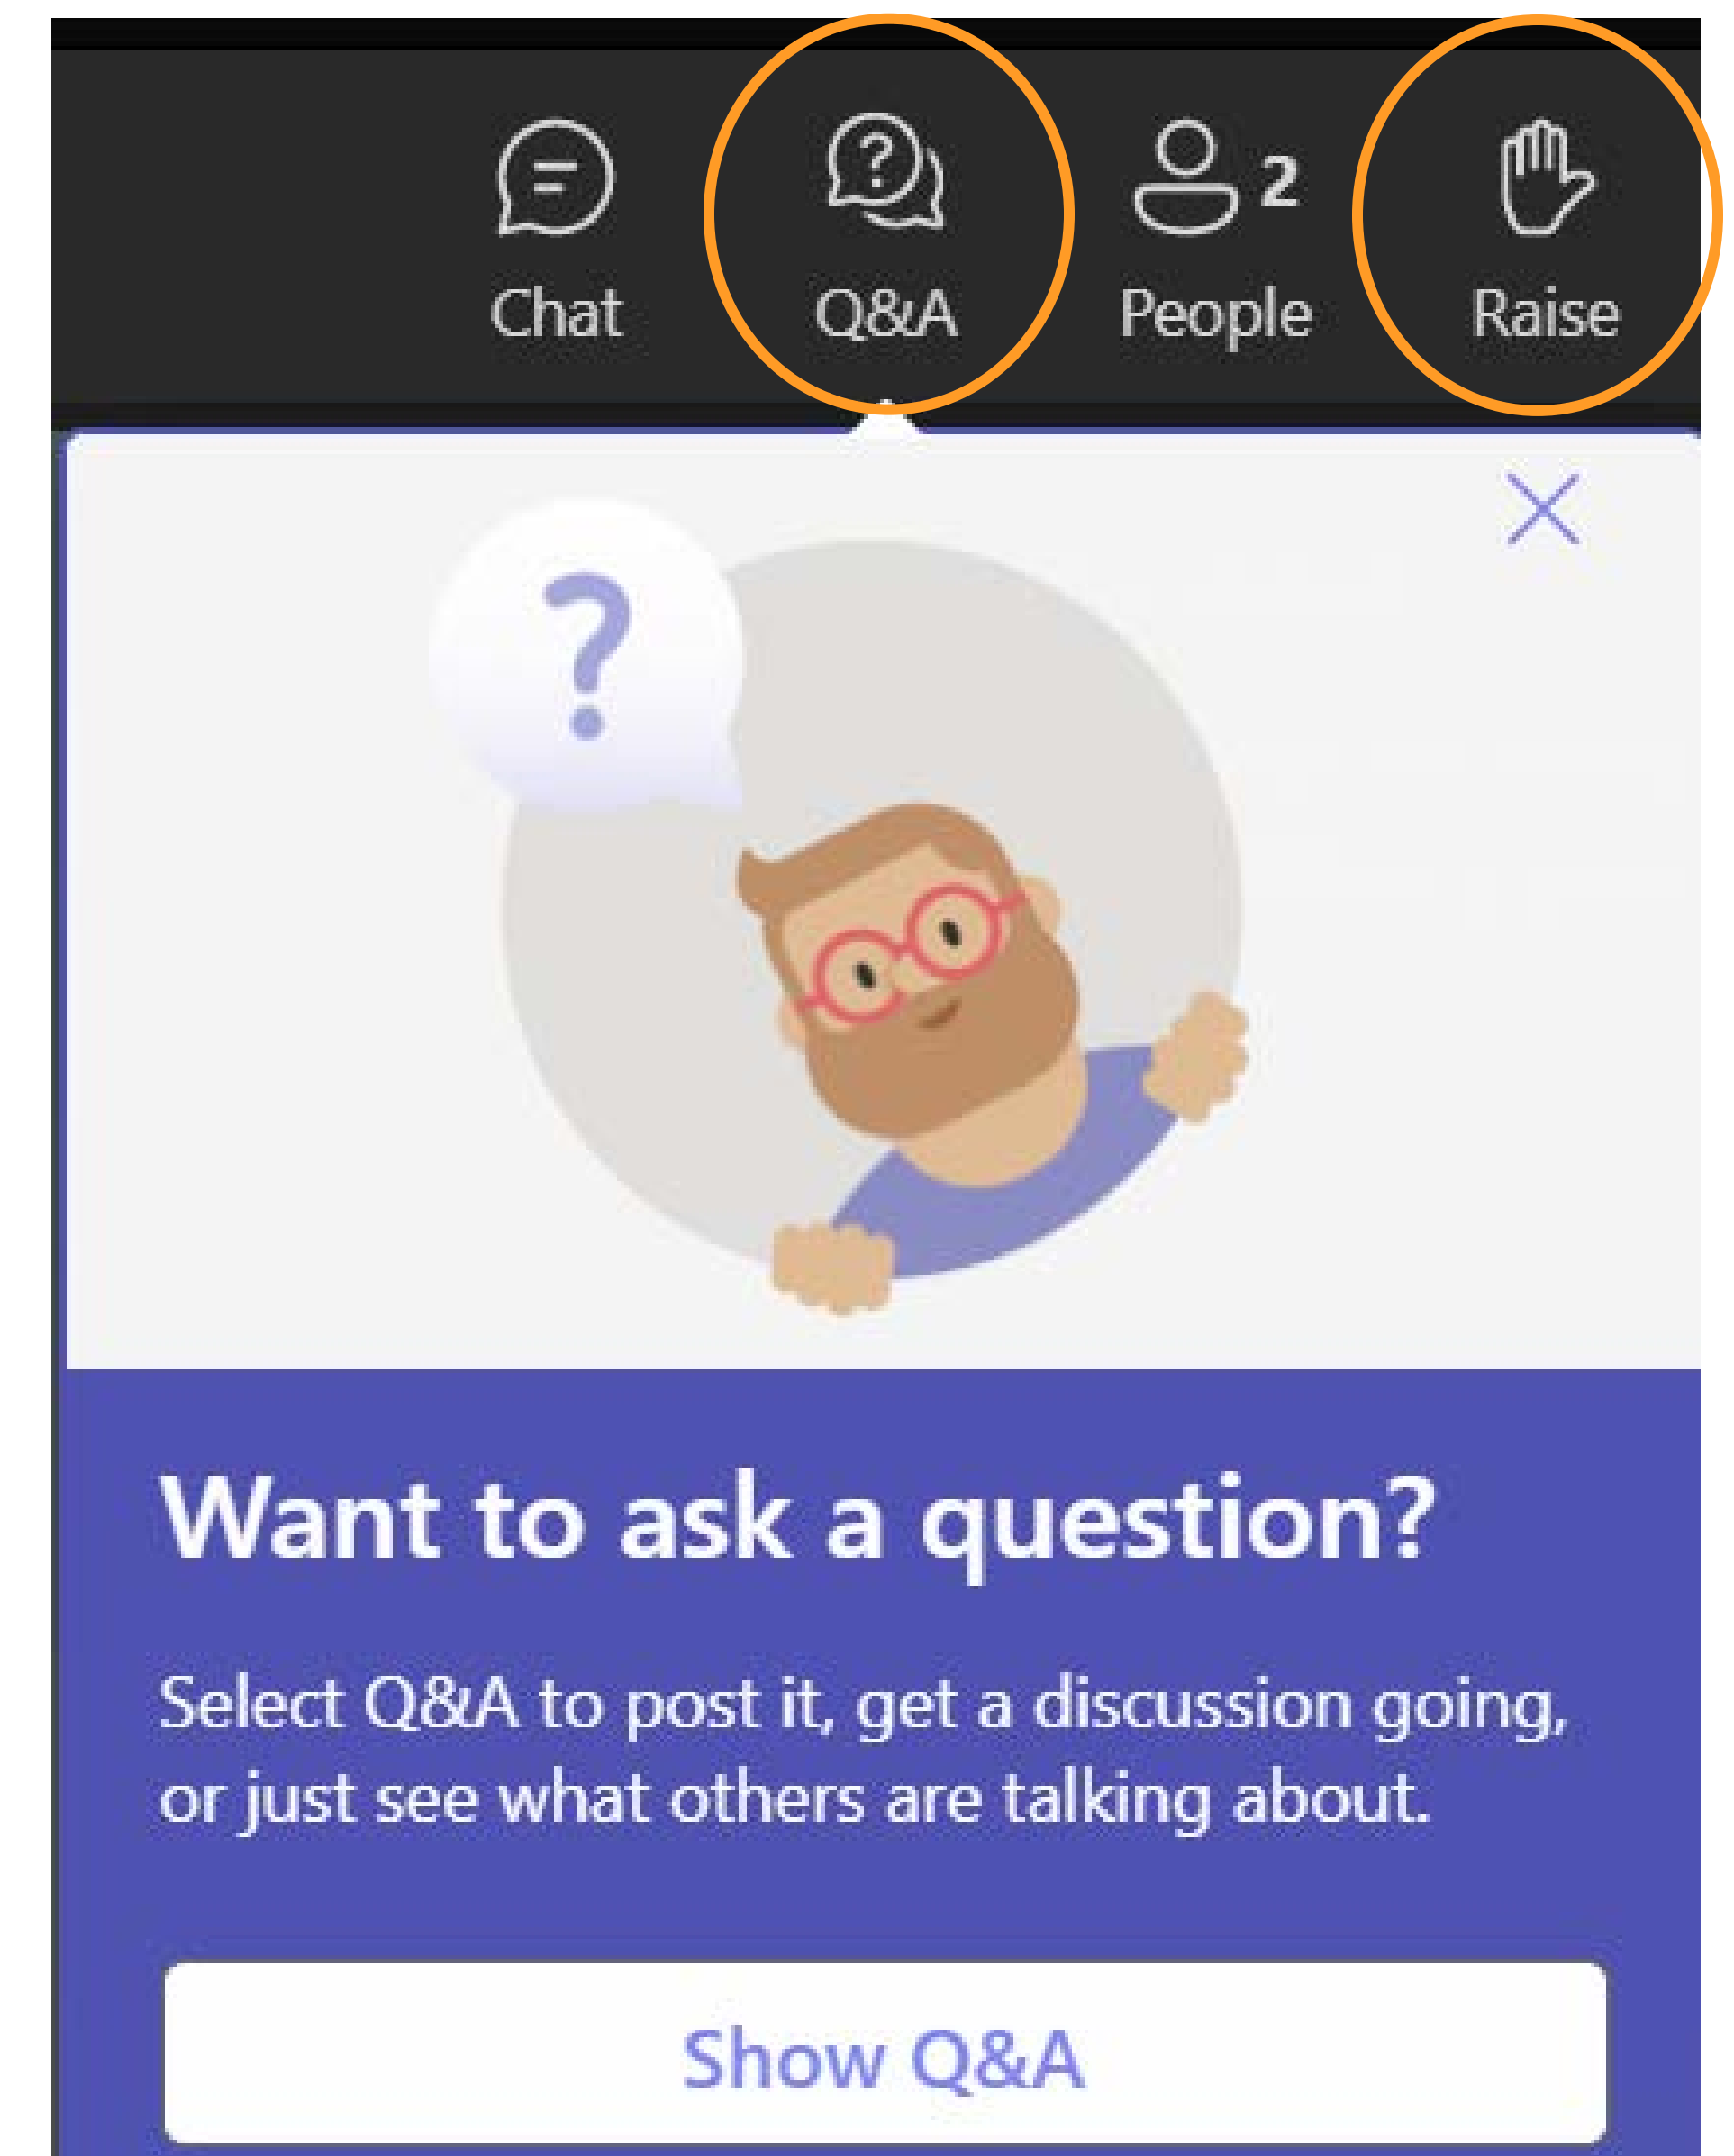 2
Chat Q&A People Raise
?
Want to ask a question?
Select Q&A to post it, get a discussion going,
or just see what others are talking about.
Show Q&A